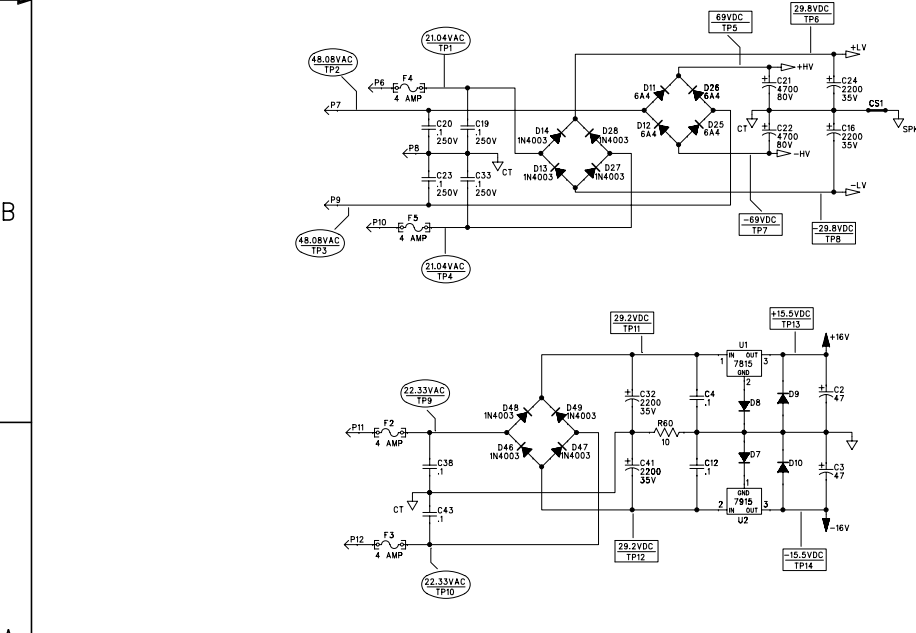 69VDC
TP5
29.8VDC
TP6
21.04VAC
TP1
48.08VAC
TP2
+LV
P6
F4
4 AMP
D11
6A4
D26
6A4
+HV
C21
4700
80V
C24
2200
35V
P7
CS1
C20
.1
250V
C19
.1
250V
D14
1N4003
D28
1N4003
D12
6A4
D25
6A4
CT
C22
4700
80V
C16
2200
35V
SPK
P8
CT
-HV
C23
.1
250V
C33
.1
250V
D13
1N4003
D27
1N4003
-LV
P9
B
P10
F5
4 AMP
48.08VAC
TP3
-69VDC
TP7
-29.8VDC
TP8
21.04VAC
TP4
29.2VDC
TP11
+15.5VDC
TP13
+16V
U1
1
IN OUT
3
7815
GND
2
22.33VAC
TP9
D48
1N4003
D49
1N4003
C32
2200
35V
C4
.1
D8
D9
C2
47
P11
F2
4 AMP
R60
10
D46
1N4003
D47
1N4003
C38
.1
C41
2200
35V
C12
.1
D7
D10
C3
47
CT
C43
.1
1
GND
7915
2
IN OUT
3
U2
-16V
P12
F3
4 AMP
29.2VDC
TP12
-15.5VDC
TP14
22.33VAC
TP10